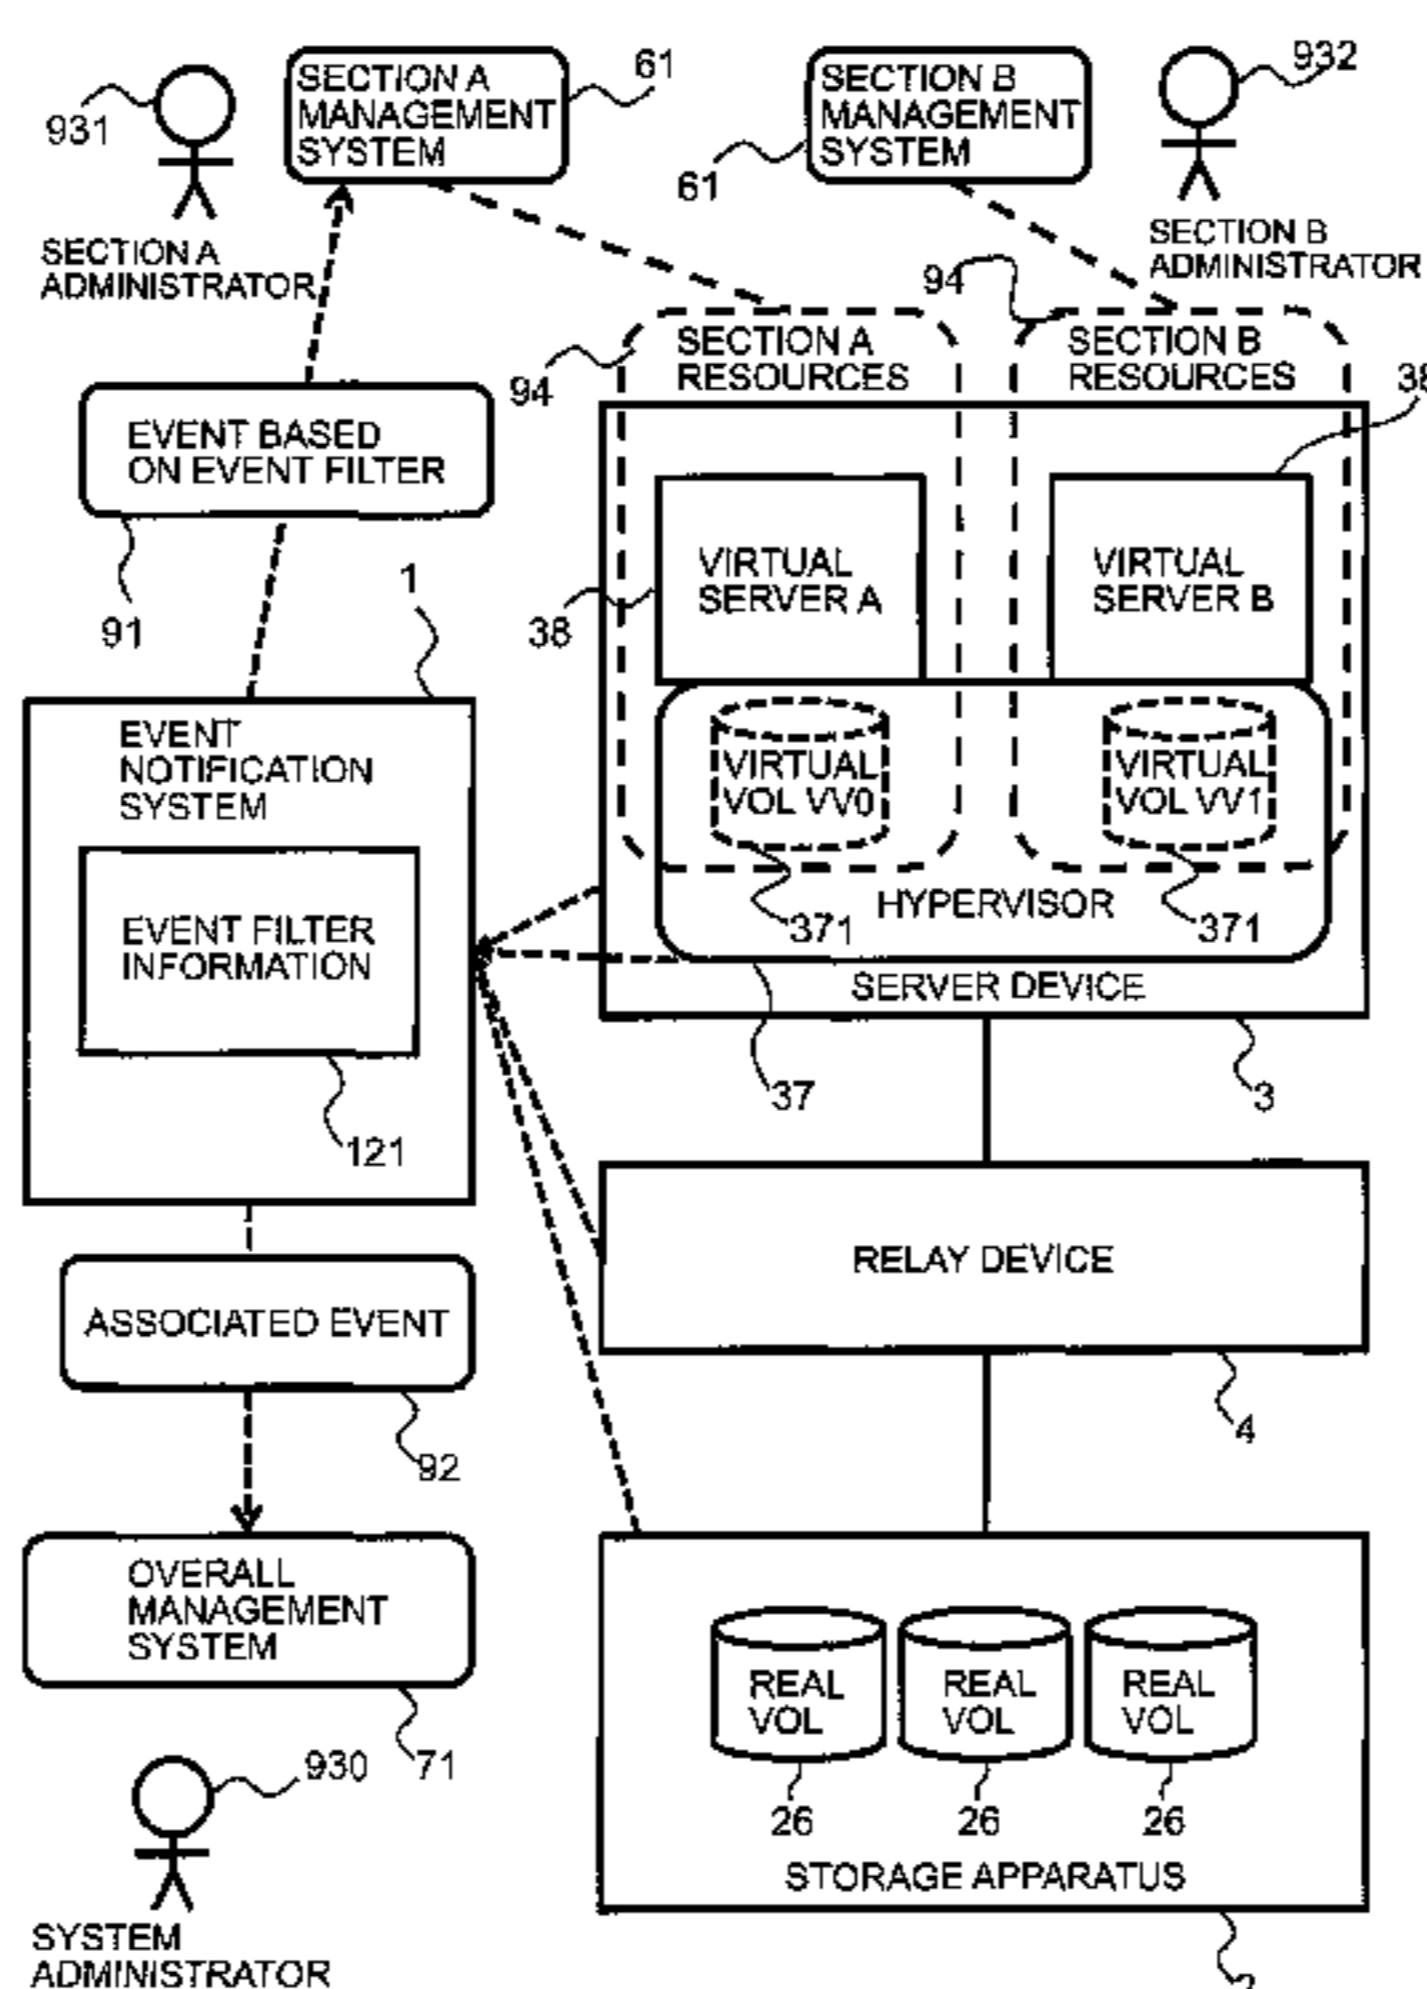 931
SECTION A
MANAGEMENT
SYSTEM
61
SECTION B
MANAGEMENT
SYSTEM
61
932
SECTION A
ADMINISTRATOR
SECTION B
ADMINISTRATOR
94
SECTION A
RESOURCES
94
SECTION B
RESOURCES
38
EVENT BASED
ON EVENT FILTER
91
1
VIRTUAL
SERVER A
38
VIRTUAL
SERVER B
EVENT
NOTIFICATION
SYSTEM
VIRTUAL
VOL VV0
VIRTUAL
VOL VV1
EVENT FILTER
INFORMATION
371
HYPERVISOR
371
SERVER DEVICE
37
3
121
RELAY DEVICE
4
ASSOCIATED EVENT
92
OVERALL
MANAGEMENT
SYSTEM
71
REAL
VOL
REAL
VOL
REAL
VOL
26
26
26
STORAGE APPARATUS
2
930
SYSTEM
ADMINISTRATOR